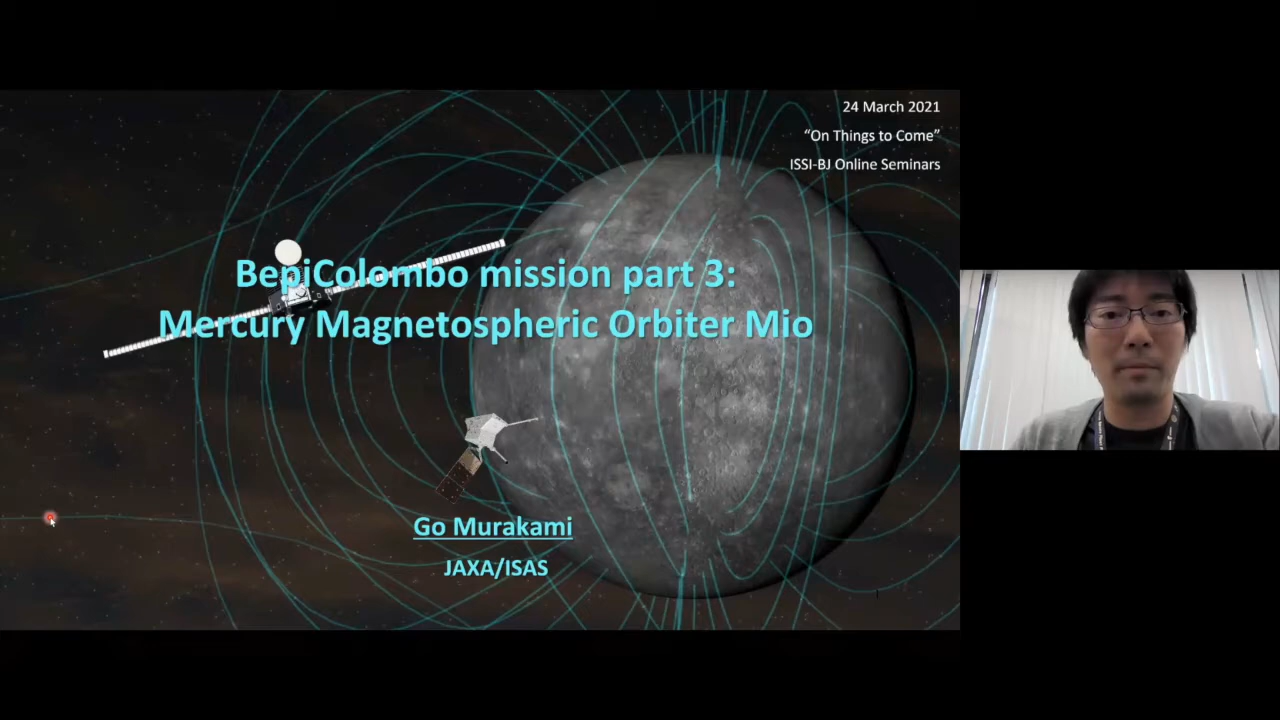 24 March 2021
“On Things to Come”
ISSI-BJ Online Seminars
BepiColombo mission part 3:
Mercury Magnetospheric Orbiter Mio
Go Murakami
JAXA/ISAS